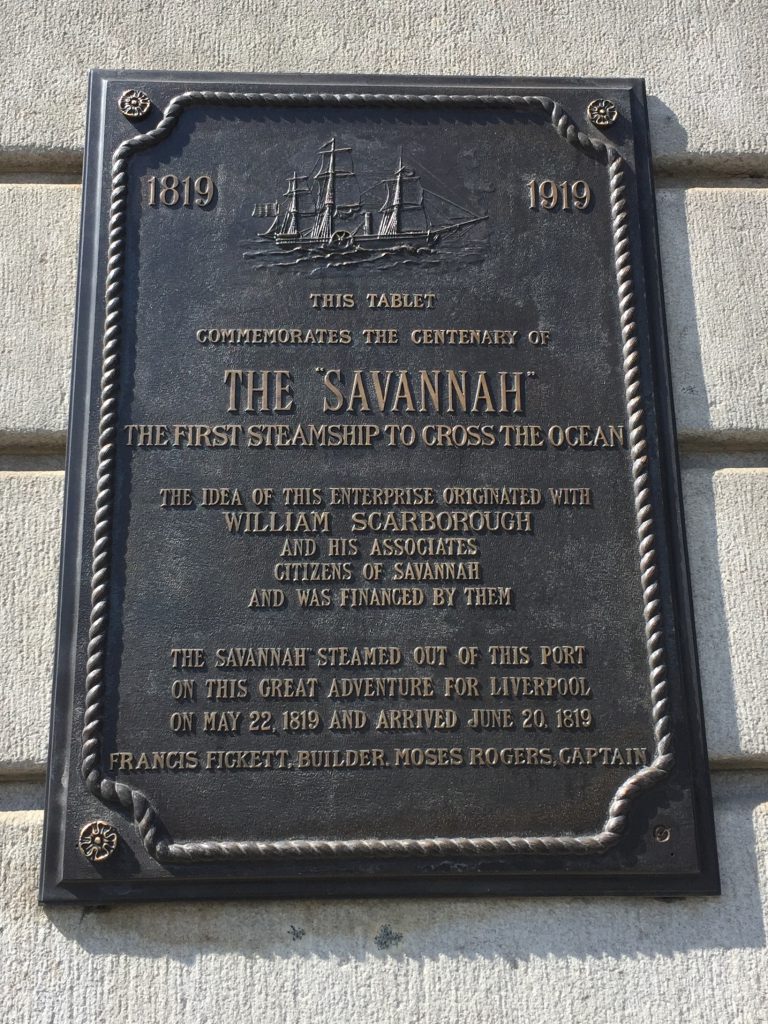 1819 1919
THIS TABLET
COMMEMORATES THE CENTENARY OF
THE "SAVANNAH"
THE FIRST STEAMSHIP TO CROSS THE OCEAN
THE IDEA OF THIS ENTERPRISE ORIGINATED WITH
WILLIAM SCARBOROUGH
AND HIS ASSOCIATES
CITIZENS OF SAVANNAH
AND WAS FINANCED BY THEM
THE SAVANNAH" STEAMED OUT OF THIS PORT
ON THIS GREAT ADVENTURE FOR LIVERPOOL
ON MAY 22, 1819 AND ARRIVED JUNE 20, 1819
FRANCIS FICKETT, BUILDER. MOSES ROGERS, CAPTAIN